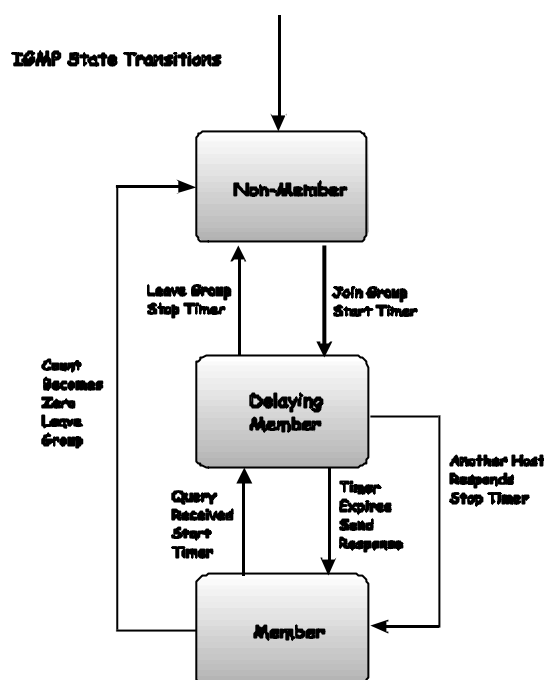 IGMP State Transitions
Non-Member
Leave Group
Stop Timer
Join Group
Start Timer
Count
Becomes
Zero
Leave
Group
Delaying
Member
Another Host
Responds
Stop Timer
Query
Received
Start
Timer
Timer
Expires
Send
Response
Member